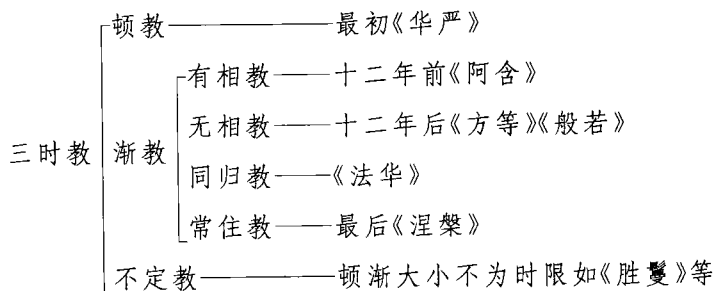 顿教——最初《华严》
有相教——十二年前《阿含》
无相教——十二年后《方等》《般若》
三时教 渐教
同归教——《法华》
常住教——最后《涅槃》
不定教——顿渐大小不为时限如《胜鬘》等